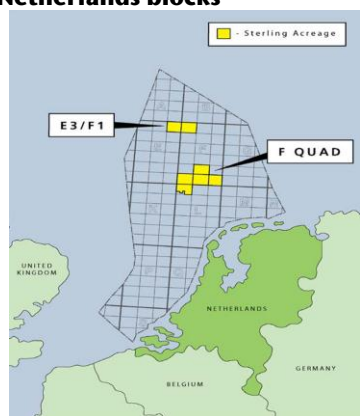 Netherlands blocks
- Sterling Acreage
A
B
E3/F1
E
F
G
F QUAD
K
L
M
UNITED
KINGDOM
P
Q
NETHERLANDS
S
GERMANY
BELGIUM